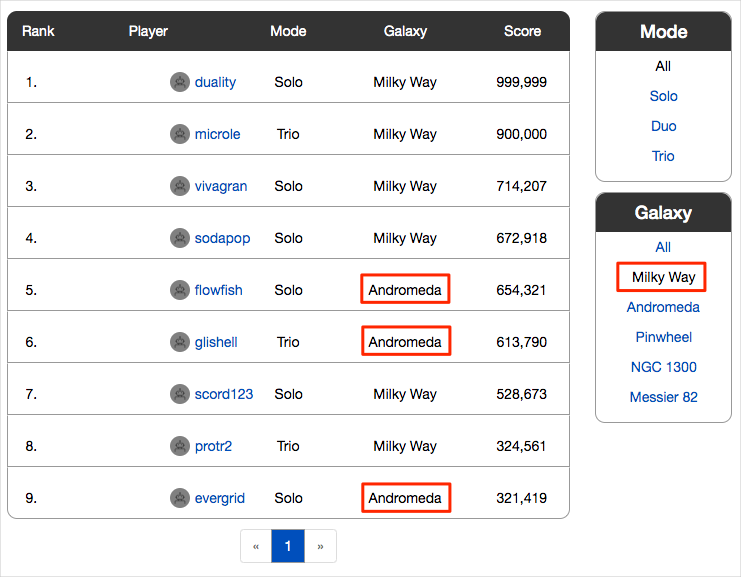 Rank Player Mode Galaxy Score
1. duality Solo Milky Way 999,999
2. microle Trio Milky Way 900,000
3. vivagran Solo Milky Way 714,207
4. sodapop Solo Milky Way 672,918
5. flowfish Solo Andromeda 654,321
6. glishell Trio Andromeda 613,790
7. scord123 Solo Milky Way 528,673
8. protr2 Trio Milky Way 324,561
9. evergrid Solo Andromeda 321,419
« 1 »
Mode
All
Solo
Duo
Trio
Galaxy
All
Milky Way
Andromeda
Pinwheel
NGC 1300
Messier 82